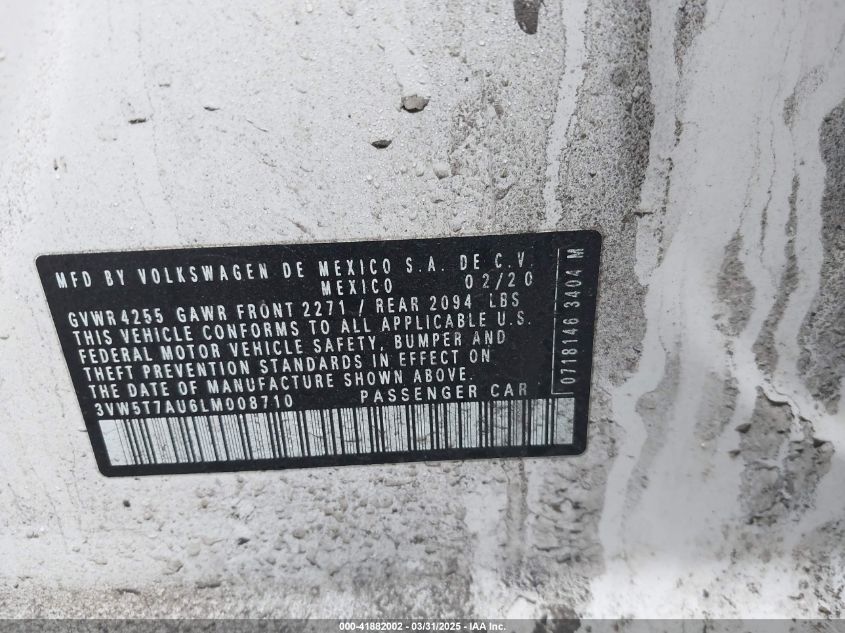 MFD BY VOLKSWAGEN DE MEXICO S.A. DE C.V.
MEXICO 02/20
GVWR 4255 GAWR FRONT 2271 / REAR 2094 LBS
THIS VEHICLE CONFORMS TO ALL APPLICABLE U.S.
FEDERAL MOTOR VEHICLE SAFETY, BUMPER AND
THEFT PREVENTION STANDARDS IN EFFECT ON
THE DATE OF MANUFACTURE SHOWN ABOVE.
3VW5T7AU6LM008710 PASSENGER CAR
0718146 3404 M
000-41882002 - 03/31/2025 - IAA Inc.